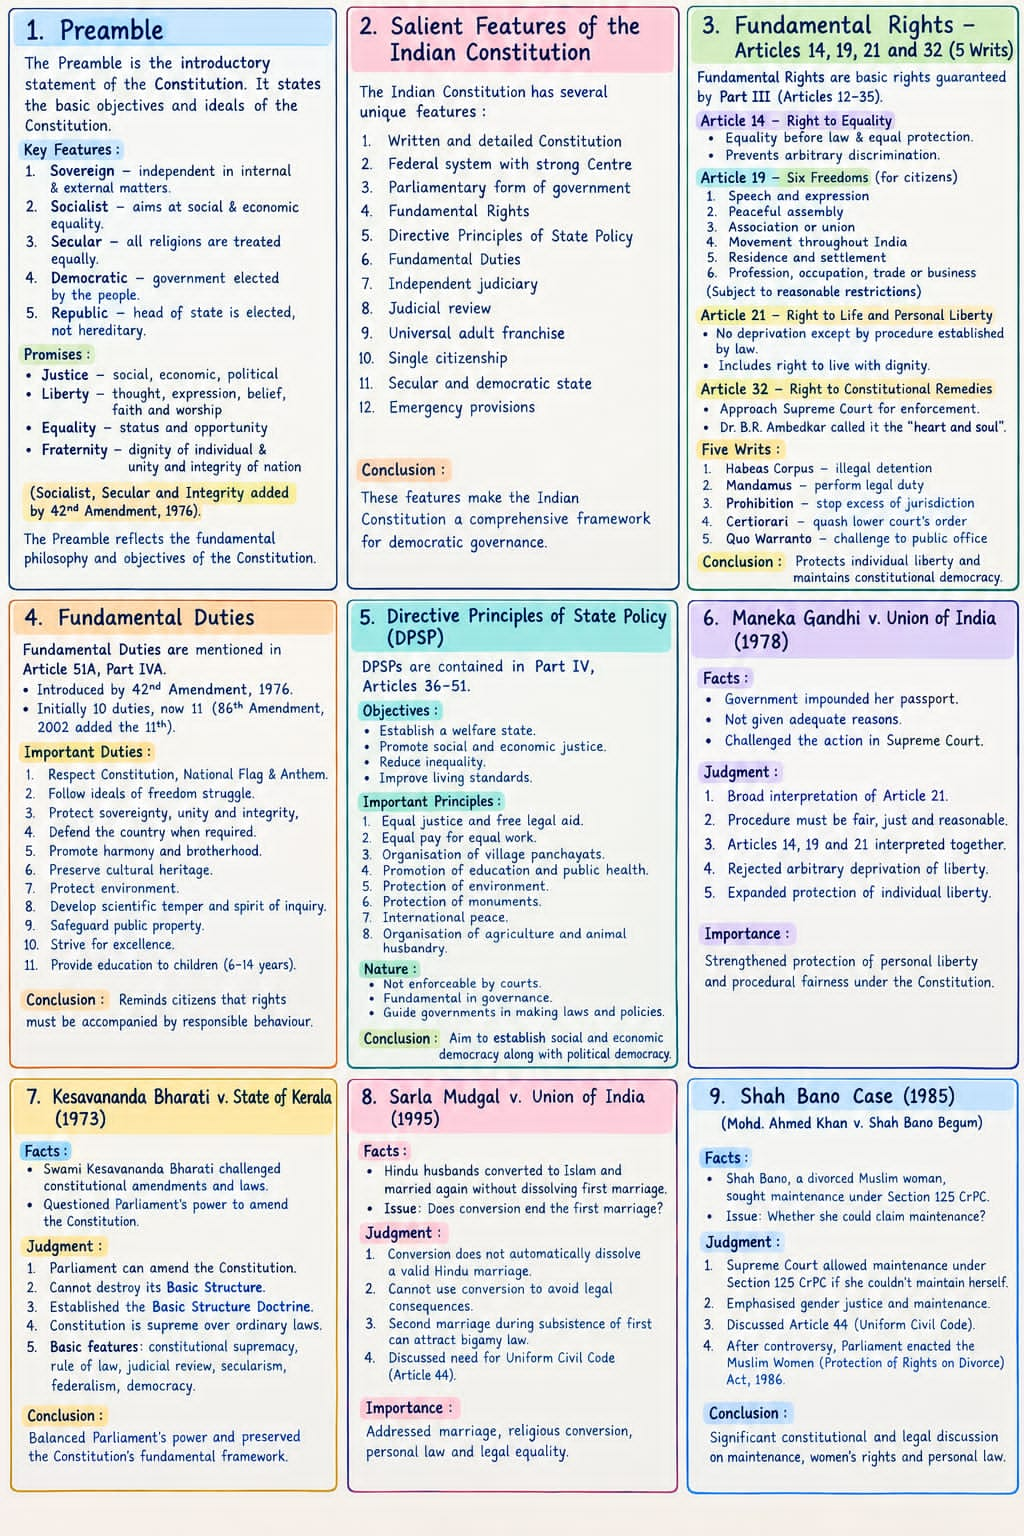 1. Preamble
The Preamble is the introductory
statement of the Constitution. It states
the basic objectives and ideals of the
Constitution.
Key Features :
1. Sovereign – independent in internal
& external matters.
2. Socialist – aims at social & economic
equality.
3. Secular – all religions are treated
equally.
4. Democratic – government elected
by the people.
5. Republic – head of state is elected,
not hereditary.
Promises :
• Justice – social, economic, political
• Liberty – thought, expression, belief,
faith and worship
• Equality – status and opportunity
• Fraternity – dignity of individual &
unity and integrity of nation
(Socialist, Secular and Integrity added
by 42nd Amendment, 1976).
The Preamble reflects the fundamental
philosophy and objectives of the Constitution.
2. Salient Features of the
Indian Constitution
The Indian Constitution has several
unique features :
1. Written and detailed Constitution
2. Federal system with strong Centre
3. Parliamentary form of government
4. Fundamental Rights
5. Directive Principles of State Policy
6. Fundamental Duties
7. Independent judiciary
8. Judicial review
9. Universal adult franchise
10. Single citizenship
11. Secular and democratic state
12. Emergency provisions
Conclusion :
These features make the Indian
Constitution a comprehensive framework
for democratic governance.
3. Fundamental Rights –
Articles 14, 19, 21 and 32 (5 Writs)
Fundamental Rights are basic rights guaranteed
by Part III (Articles 12–35).
Article 14 – Right to Equality
• Equality before law & equal protection.
• Prevents arbitrary discrimination.
Article 19 – Six Freedoms (for citizens)
1. Speech and expression
2. Peaceful assembly
3. Association or union
4. Movement throughout India
5. Residence and settlement
6. Profession, occupation, trade or business
(Subject to reasonable restrictions)
Article 21 – Right to Life and Personal Liberty
• No deprivation except by procedure established
by law.
• Includes right to live with dignity.
Article 32 – Right to Constitutional Remedies
• Approach Supreme Court for enforcement.
• Dr. B.R. Ambedkar called it the "heart and soul".
Five Writs :
1. Habeas Corpus – illegal detention
2. Mandamus – perform legal duty
3. Prohibition – stop excess of jurisdiction
4. Certiorari – quash lower court's order
5. Quo Warranto – challenge to public office
Conclusion : Protects individual liberty and
maintains constitutional democracy.
4. Fundamental Duties
Fundamental Duties are mentioned in
Article 51A, Part IVA.
• Introduced by 42nd Amendment, 1976.
• Initially 10 duties, now 11 (86th Amendment,
2002 added the 11th).
Important Duties :
1. Respect Constitution, National Flag & Anthem.
2. Follow ideals of freedom struggle.
3. Protect sovereignty, unity and integrity,
4. Defend the country when required.
5. Promote harmony and brotherhood.
6. Preserve cultural heritage.
7. Protect environment.
8. Develop scientific temper and spirit of inquiry.
9. Safeguard public property.
10. Strive for excellence.
11. Provide education to children (6–14 years).
Conclusion : Reminds citizens that rights
must be accompanied by responsible behaviour.
5. Directive Principles of State Policy
(DPSP)
DPSPs are contained in Part IV,
Articles 36–51.
Objectives :
• Establish a welfare state.
• Promote social and economic justice.
• Reduce inequality.
• Improve living standards.
Important Principles :
1. Equal justice and free legal aid.
2. Equal pay for equal work.
3. Organisation of village panchayats.
4. Promotion of education and public health.
5. Protection of environment.
6. Protection of monuments.
7. International peace.
8. Organisation of agriculture and animal
husbandry.
Nature :
• Not enforceable by courts.
• Fundamental in governance.
• Guide governments in making laws and policies.
Conclusion : Aim to establish social and economic
democracy along with political democracy.
6. Maneka Gandhi v. Union of India
(1978)
Facts :
• Government impounded her passport.
• Not given adequate reasons.
• Challenged the action in Supreme Court.
Judgment :
1. Broad interpretation of Article 21.
2. Procedure must be fair, just and reasonable.
3. Articles 14, 19 and 21 interpreted together.
4. Rejected arbitrary deprivation of liberty.
5. Expanded protection of individual liberty.
Importance :
Strengthened protection of personal liberty
and procedural fairness under the Constitution.
7. Kesavananda Bharati v. State of Kerala
(1973)
Facts :
• Swami Kesavananda Bharati challenged
constitutional amendments and laws.
• Questioned Parliament's power to amend
the Constitution.
Judgment :
1. Parliament can amend the Constitution.
2. Cannot destroy its Basic Structure.
3. Established the Basic Structure Doctrine.
4. Constitution is supreme over ordinary laws.
5. Basic features: constitutional supremacy,
rule of law, judicial review, secularism,
federalism, democracy.
Conclusion :
Balanced Parliament's power and preserved
the Constitution's fundamental framework.
8. Sarla Mudgal v. Union of India
(1995)
Facts :
• Hindu husbands converted to Islam and
married again without dissolving first marriage.
• Issue: Does conversion end the first marriage?
Judgment :
1. Conversion does not automatically dissolve
a valid Hindu marriage.
2. Cannot use conversion to avoid legal
consequences.
3. Second marriage during subsistence of first
can attract bigamy law.
4. Discussed need for Uniform Civil Code
(Article 44).
Importance :
Addressed marriage, religious conversion,
personal law and legal equality.
9. Shah Bano Case (1985)
(Mohd. Ahmed Khan v. Shah Bano Begum)
Facts :
• Shah Bano, a divorced Muslim woman,
sought maintenance under Section 125 CrPC.
• Issue: Whether she could claim maintenance?
Judgment :
1. Supreme Court allowed maintenance under
Section 125 CrPC if she couldn't maintain herself.
2. Emphasised gender justice and maintenance.
3. Discussed Article 44 (Uniform Civil Code).
4. After controversy, Parliament enacted the
Muslim Women (Protection of Rights on Divorce)
Act, 1986.
Conclusion :
Significant constitutional and legal discussion
on maintenance, women's rights and personal law.